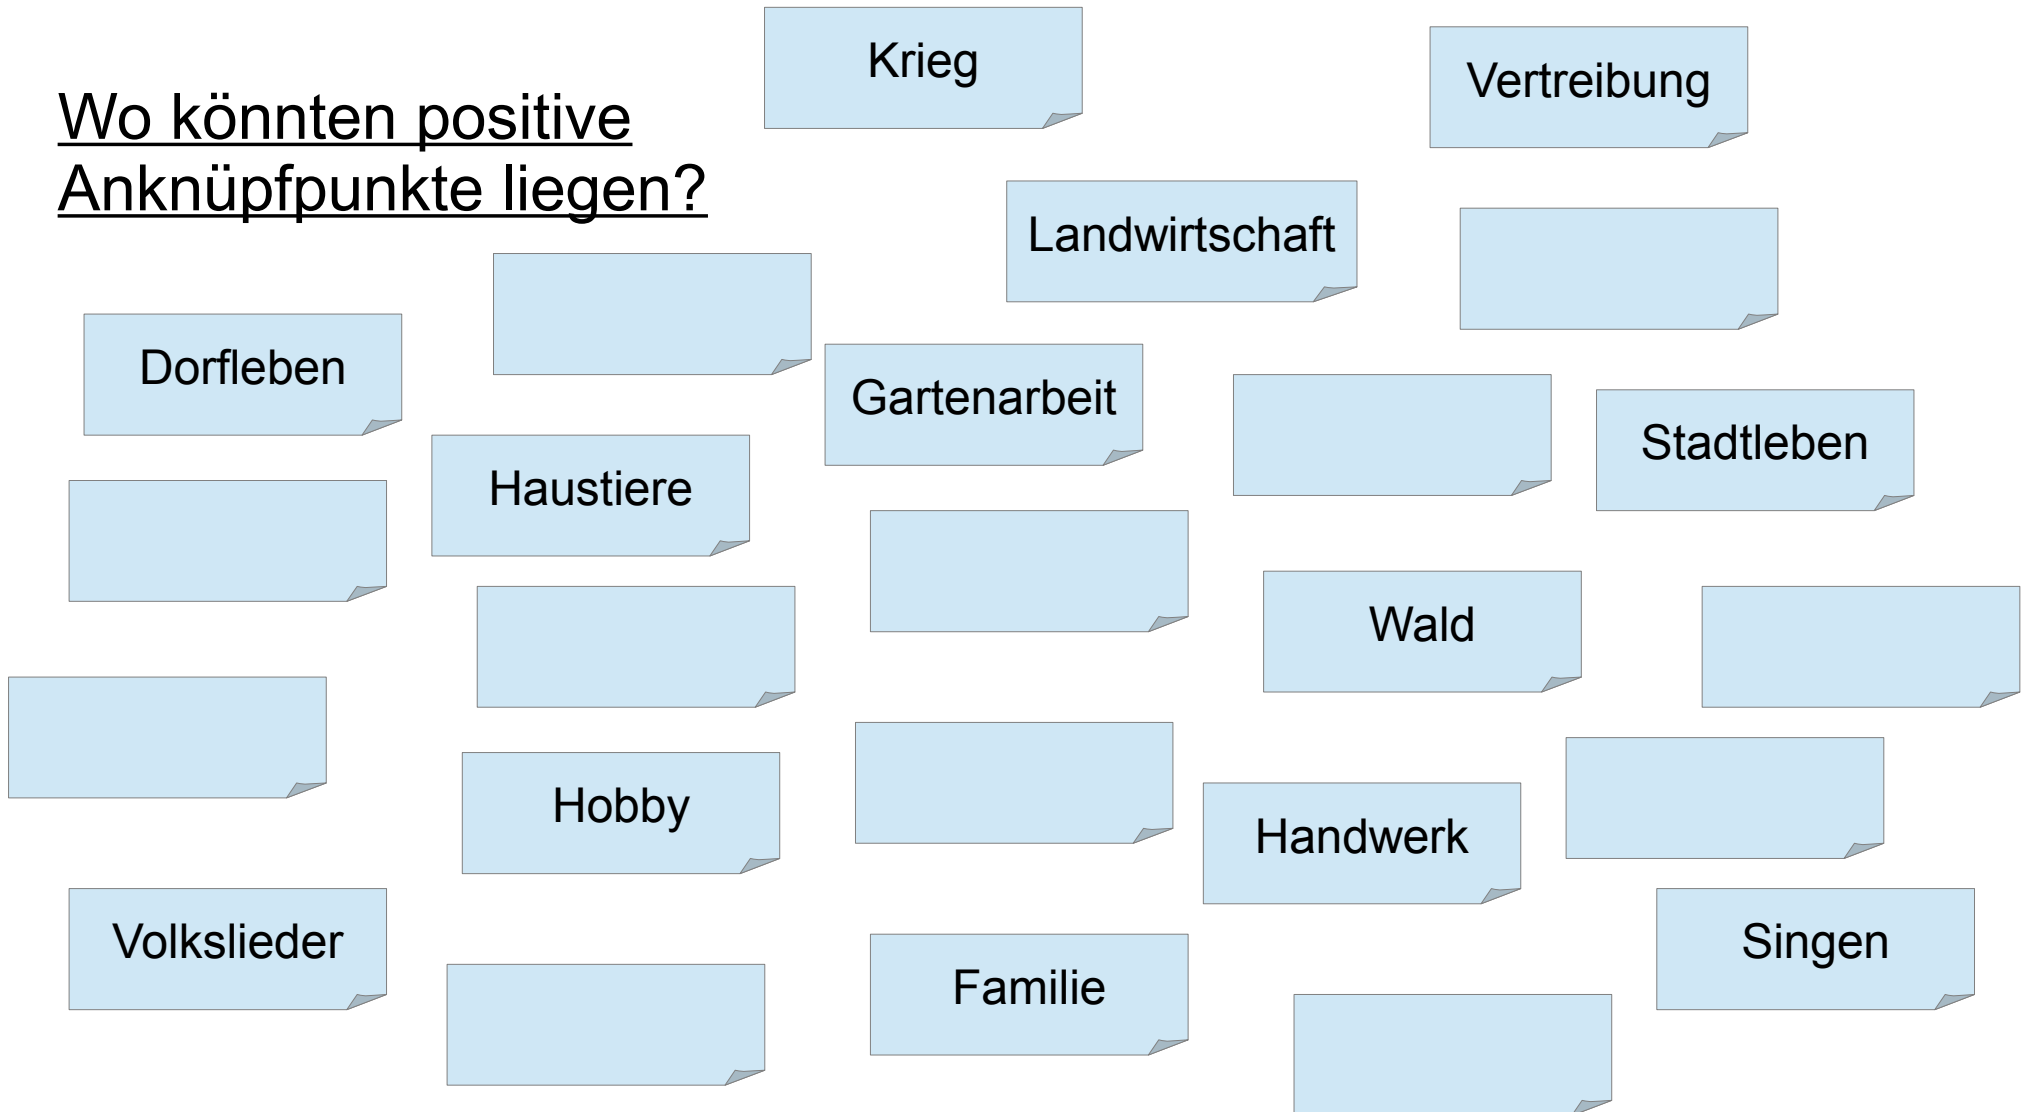 Wo könnten positive
Anknüpfpunkte liegen?
Krieg
Vertreibung
Landwirtschaft
Dorfleben
Gartenarbeit
Stadtleben
Haustiere
Wald
Hobby
Handwerk
Volkslieder
Singen
Familie